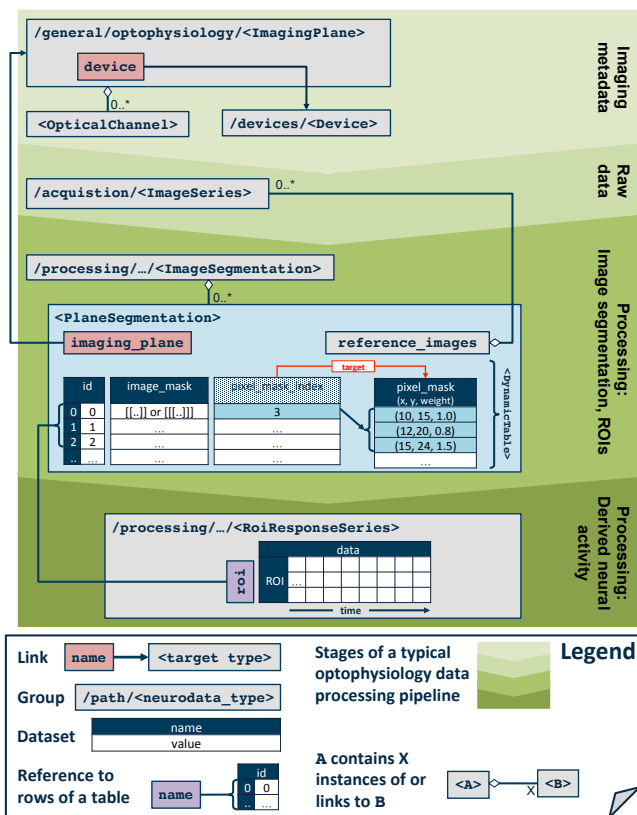 /general/optophysiology/<ImagingPlane>
device
0..*
<OpticalChannel>
/devices/<Device>
Imaging
metadata
/acquistion/<ImageSeries>
0..*
Raw
data
/processing/…/<ImageSegmentation>
0..*
<PlaneSegmentation>
imaging_plane
reference_images
target
id
image_mask
pixel_mask_index
pixel_mask
(x, y, weight)
0 0 [[..]] or [[[..]]] 3 (10, 15, 1.0)
1 1 … … (12,20, 0.8)
2 2 … … (15, 24, 1.5)
.. … … … …
<DynamicTable>
Processing:
Image segmentation, ROIs
/processing/…/<RoiResponseSeries>
data
roi
ROI
…
time
Processing:
Derived neural
activity
Legend
Link
name
<target type>
Stages of a typical
optophysiology data
processing pipeline
Group
/path/<neurodata_type>
Dataset
name
value
Reference to
rows of a table
name
id
0 0
.. …
A contains X
instances of or
links to B
<A>
X
<B>